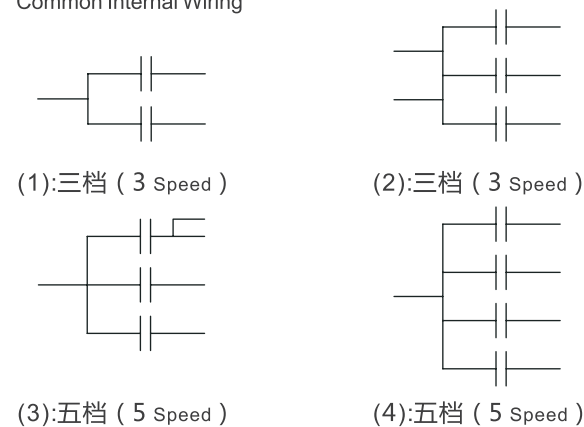 Common Internal Wiring
(1):三档 ( 3 Speed )
(2):三档 ( 3 Speed )
(3):五档 ( 5 Speed )
(4):五档 ( 5 Speed )